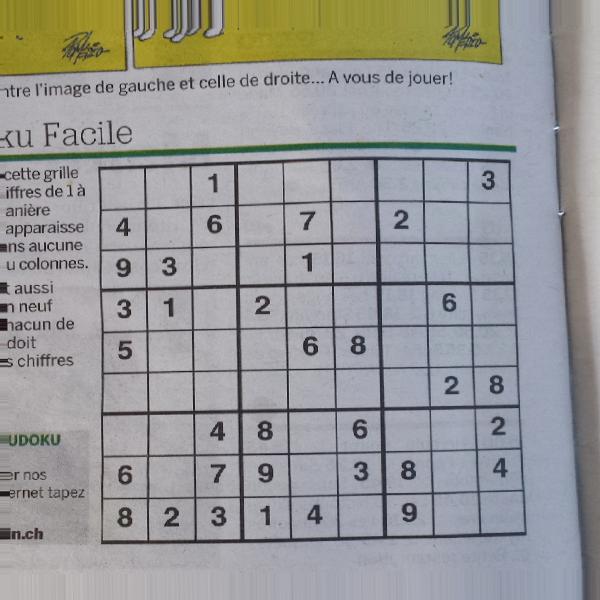 ntre l'image de gauche et celle de droite... A vous de jouer!
ku Facile
cette grille
iffres de 1 à
anière
apparaisse
ns aucune
u colonnes.
t aussi
n neuf
hacun de
doit
s chiffres
UDOKU
er nos
ernet tapez
n.ch
1 3
4 6 7 2
9 3 1
3 1 2 6
5 6 8
2 8
4 8 6 2
6 7 9 3 8 4
8 2 3 1 4 9